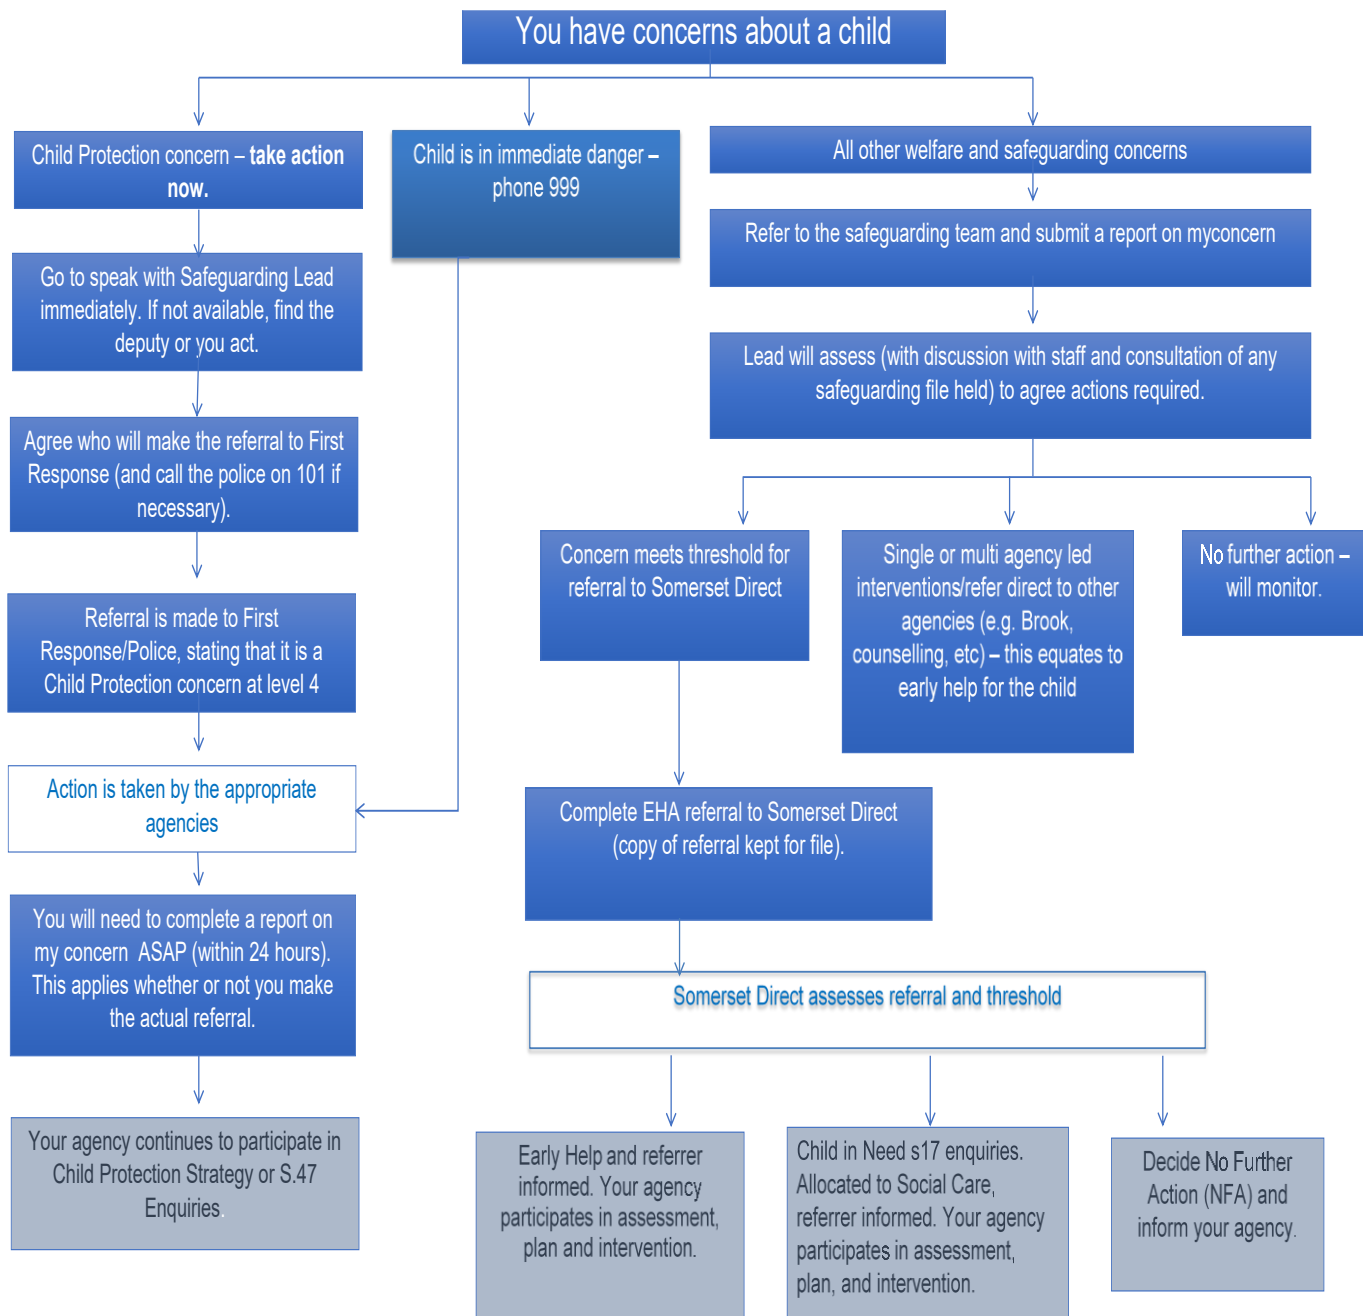 You have concerns about a child
Child Protection concern – take action
now.
Go to speak with Safeguarding Lead
immediately. If not available, find the
deputy or you act.
Agree who will make the referral to First
Response (and call the police on 101 if
necessary).
Referral is made to First
Response/Police, stating that it is a
Child Protection concern at level 4
Action is taken by the appropriate
agencies
You will need to complete a report on
my concern ASAP (within 24 hours).
This applies whether or not you make
the actual referral.
Your agency continues to participate in
Child Protection Strategy or S.47
Enquiries.
Child is in immediate danger –
phone 999
All other welfare and safeguarding concerns
Refer to the safeguarding team and submit a report on myconcern
Lead will assess (with discussion with staff and consultation of any
safeguarding file held) to agree actions required.
Concern meets threshold for
referral to Somerset Direct
Single or multi agency led
interventions/refer direct to other
agencies (e.g. Brook,
counselling, etc) – this equates to
early help for the child
No further action –
will monitor.
Complete EHA referral to Somerset Direct
(copy of referral kept for file).
Somerset Direct assesses referral and threshold
Early Help and referrer
informed. Your agency
participates in assessment,
plan and intervention.
Child in Need s17 enquiries.
Allocated to Social Care,
referrer informed. Your agency
participates in assessment,
plan, and intervention.
Decide No Further
Action (NFA) and
inform your agency.